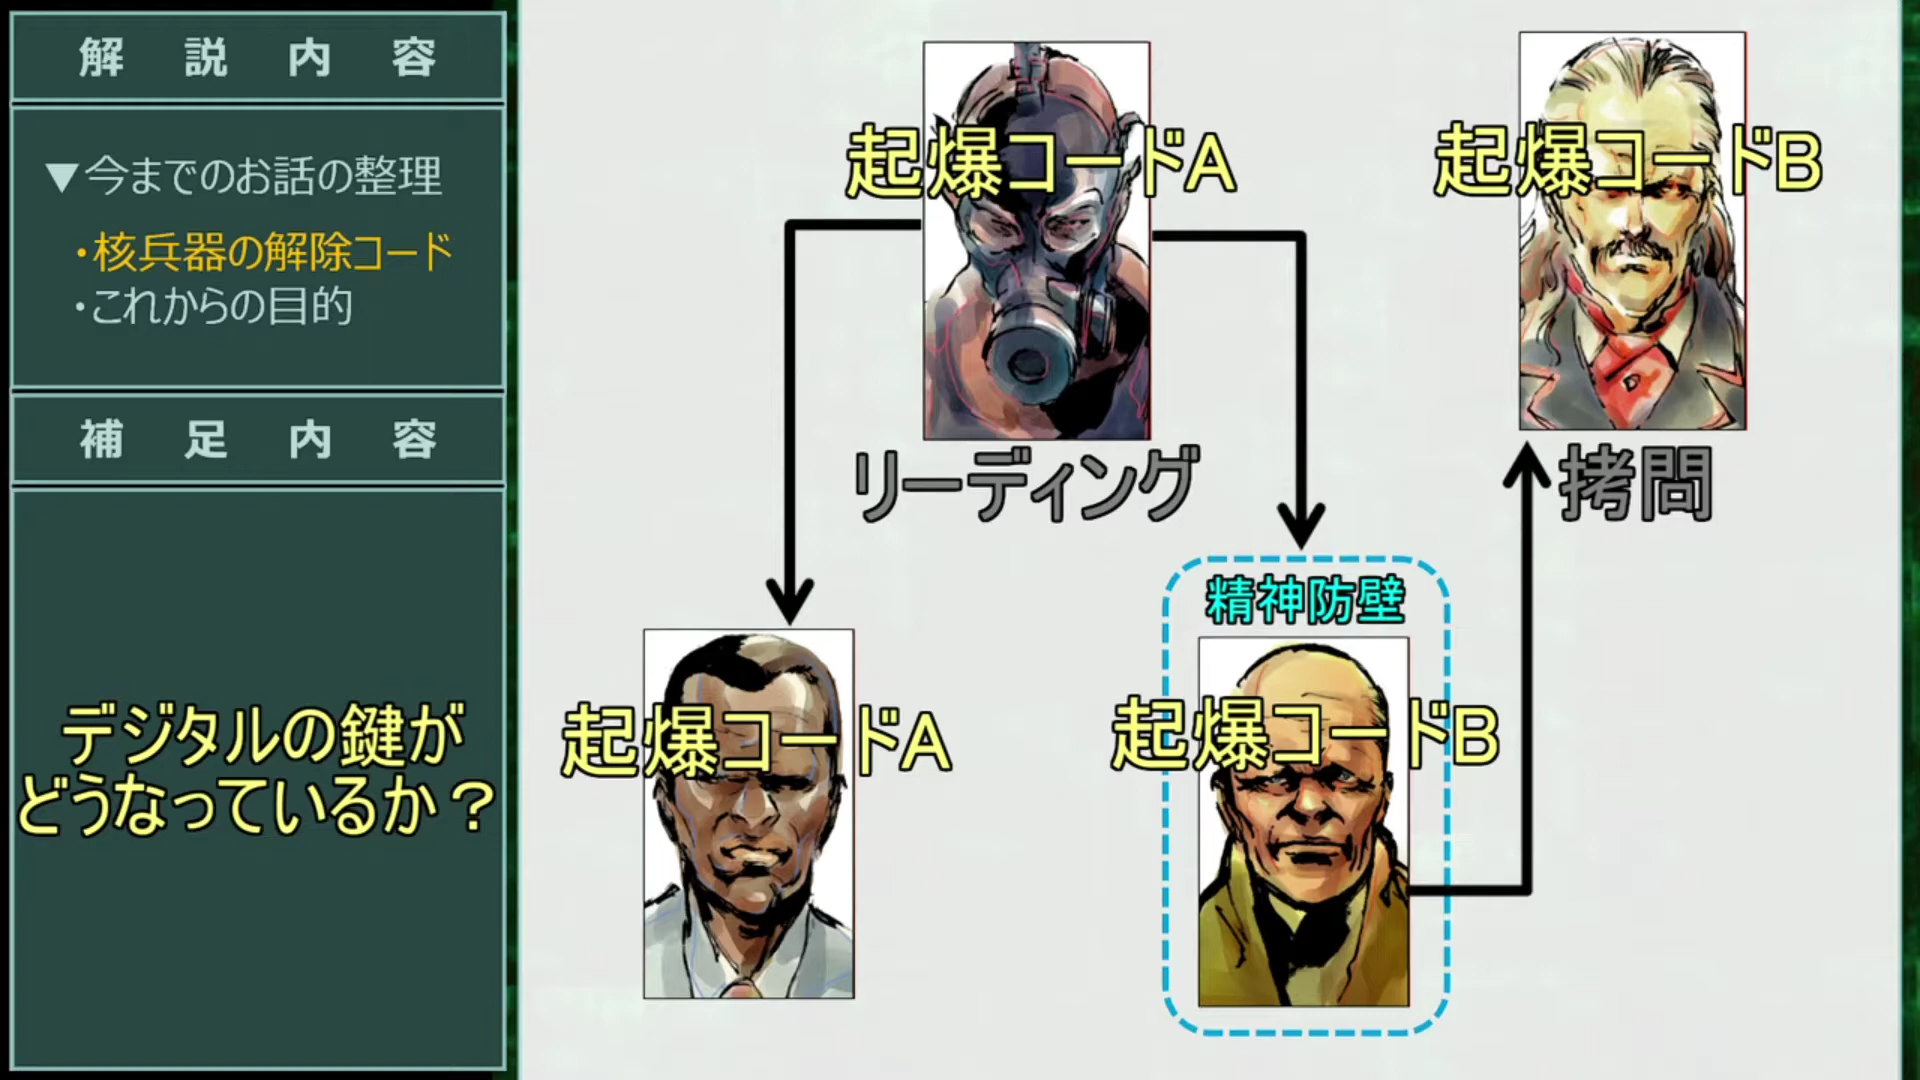 解説内容
▼今までのお話の整理
・核兵器の解除コード
・これからの目的
補足内容
デジタルの鍵が
どうなっているか？
起爆コードA
起爆コードB
リーディング
拷問
精神防壁
起爆コードA
起爆コードB